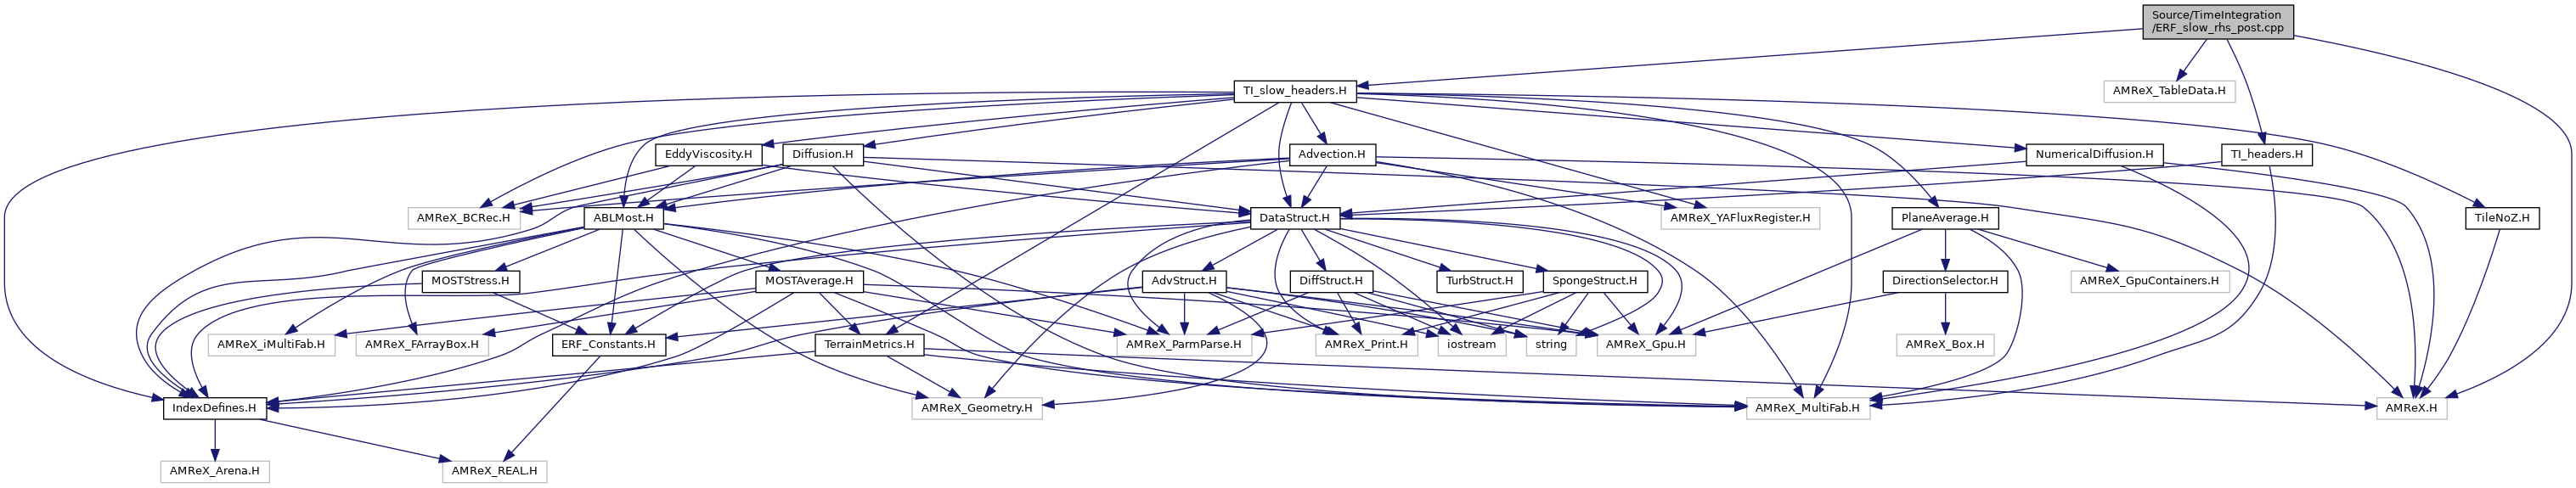 Source/TimeIntegration
/ERF_slow_rhs_post.cpp
TI_slow_headers.H
AMReX_TableData.H
EddyViscosity.H
Diffusion.H
Advection.H
NumericalDiffusion.H
TI_headers.H
AMReX_BCRec.H
ABLMost.H
DataStruct.H
AMReX_YAFluxRegister.H
PlaneAverage.H
TileNoZ.H
MOSTStress.H
MOSTAverage.H
AdvStruct.H
DiffStruct.H
TurbStruct.H
SpongeStruct.H
DirectionSelector.H
AMReX_GpuContainers.H
AMReX_iMultiFab.H
AMReX_FArrayBox.H
ERF_Constants.H
TerrainMetrics.H
AMReX_ParmParse.H
AMReX_Print.H
iostream
string
AMReX_Gpu.H
AMReX_Box.H
IndexDefines.H
AMReX_Geometry.H
AMReX_MultiFab.H
AMReX.H
AMReX_Arena.H
AMReX_REAL.H